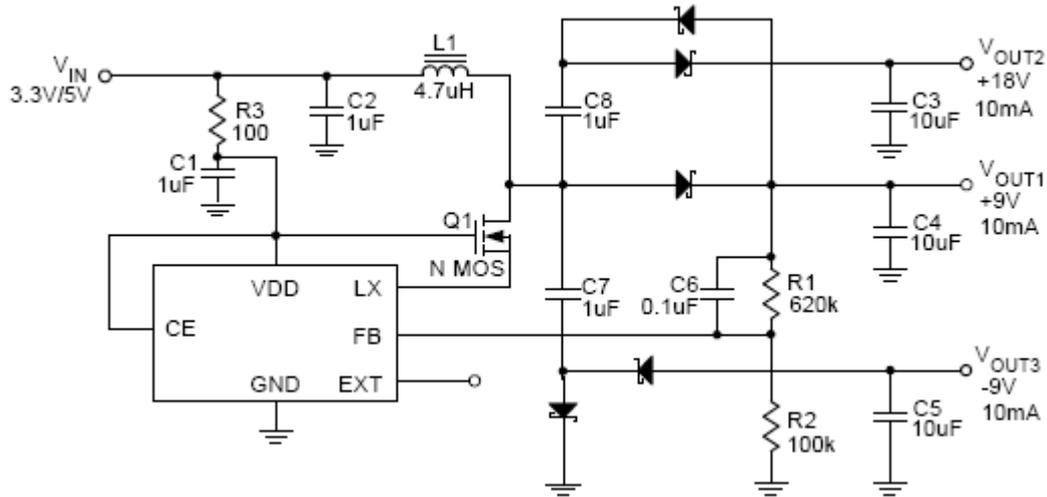 L1
4.7uH
VIN
3.3V/5V
R3
100
C2
1uF
C1
1uF
C8
1uF
VOUT2
+18V
10mA
C3
10uF
VOUT1
+9V
10mA
C4
10uF
Q1
N MOS
VDD
LX
CE
FB
GND
EXT
C7
1uF
C6
0.1uF
R1
620k
VOUT3
-9V
10mA
C5
10uF
R2
100k